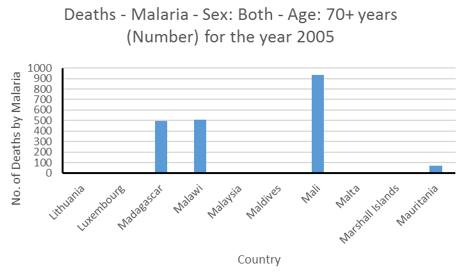 Deaths - Malaria - Sex: Both - Age: 70+ years
(Number) for the year 2005
No. of Deaths by Malaria
1000
900
800
700
600
500
400
300
200
100
0
Lithuania
Luxembourg
Madagascar
Malawi
Malaysia
Maldives
Mali
Malta
Marshall Islands
Mauritania
Country